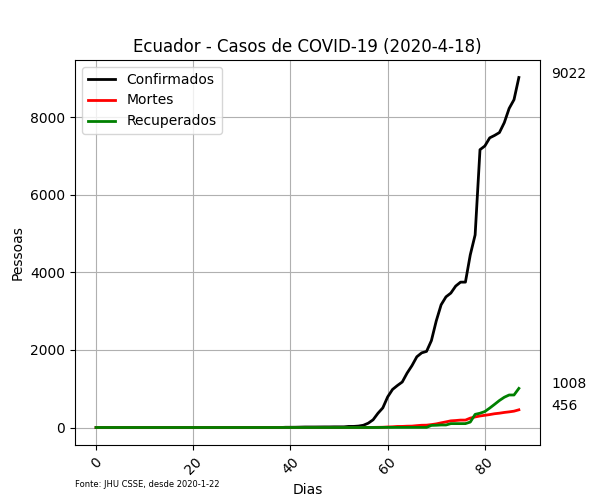 Ecuador - Casos de COVID-19 (2020-4-18)
Confirmados
Mortes
Recuperados
9022
1008
456
Pessoas
8000
6000
4000
2000
0
0
20
40
60
80
Dias
Fonte: JHU CSSE, desde 2020-1-22